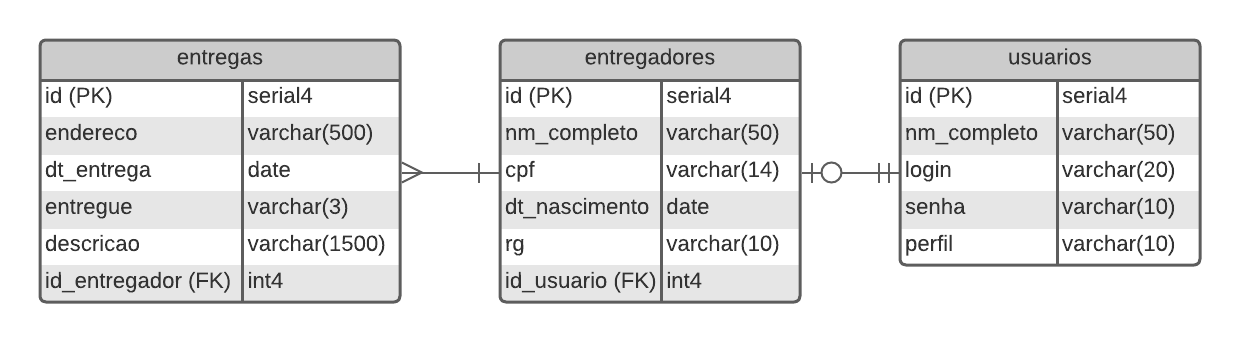 entregas
id (PK) serial4
endereco varchar(500)
dt_entrega date
entregue varchar(3)
descricao varchar(1500)
id_entregador (FK) int4
entregadores
id (PK) serial4
nm_completo varchar(50)
cpf varchar(14)
dt_nascimento date
rg varchar(10)
id_usuario (FK) int4
usuarios
id (PK) serial4
nm_completo varchar(50)
login varchar(20)
senha varchar(10)
perfil varchar(10)